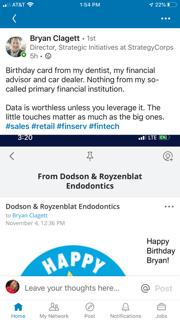 AT&T
1:54 PM
52%
Bryan Clagett • 1st
Director, Strategic Initiatives at StrategyCorps
5h •
Birthday card from my dentist, my financial
advisor and car dealer. Nothing from my so-
called primary financial institution.
Data is worthless unless you leverage it. The
little touches matter as much as the big ones.
#sales #retail #finserv #fintech
3:20
LTE
From Dodson & Royzenblat
Endodontics
Dodson & Royzenblat Endodontics
to Bryan Clagett
November 4, 12:36 PM
HAPPY
Happy
Birthday
Bryan!
Leave your thoughts here...
@
Post
Home
My Network
Post
Notifications
Jobs